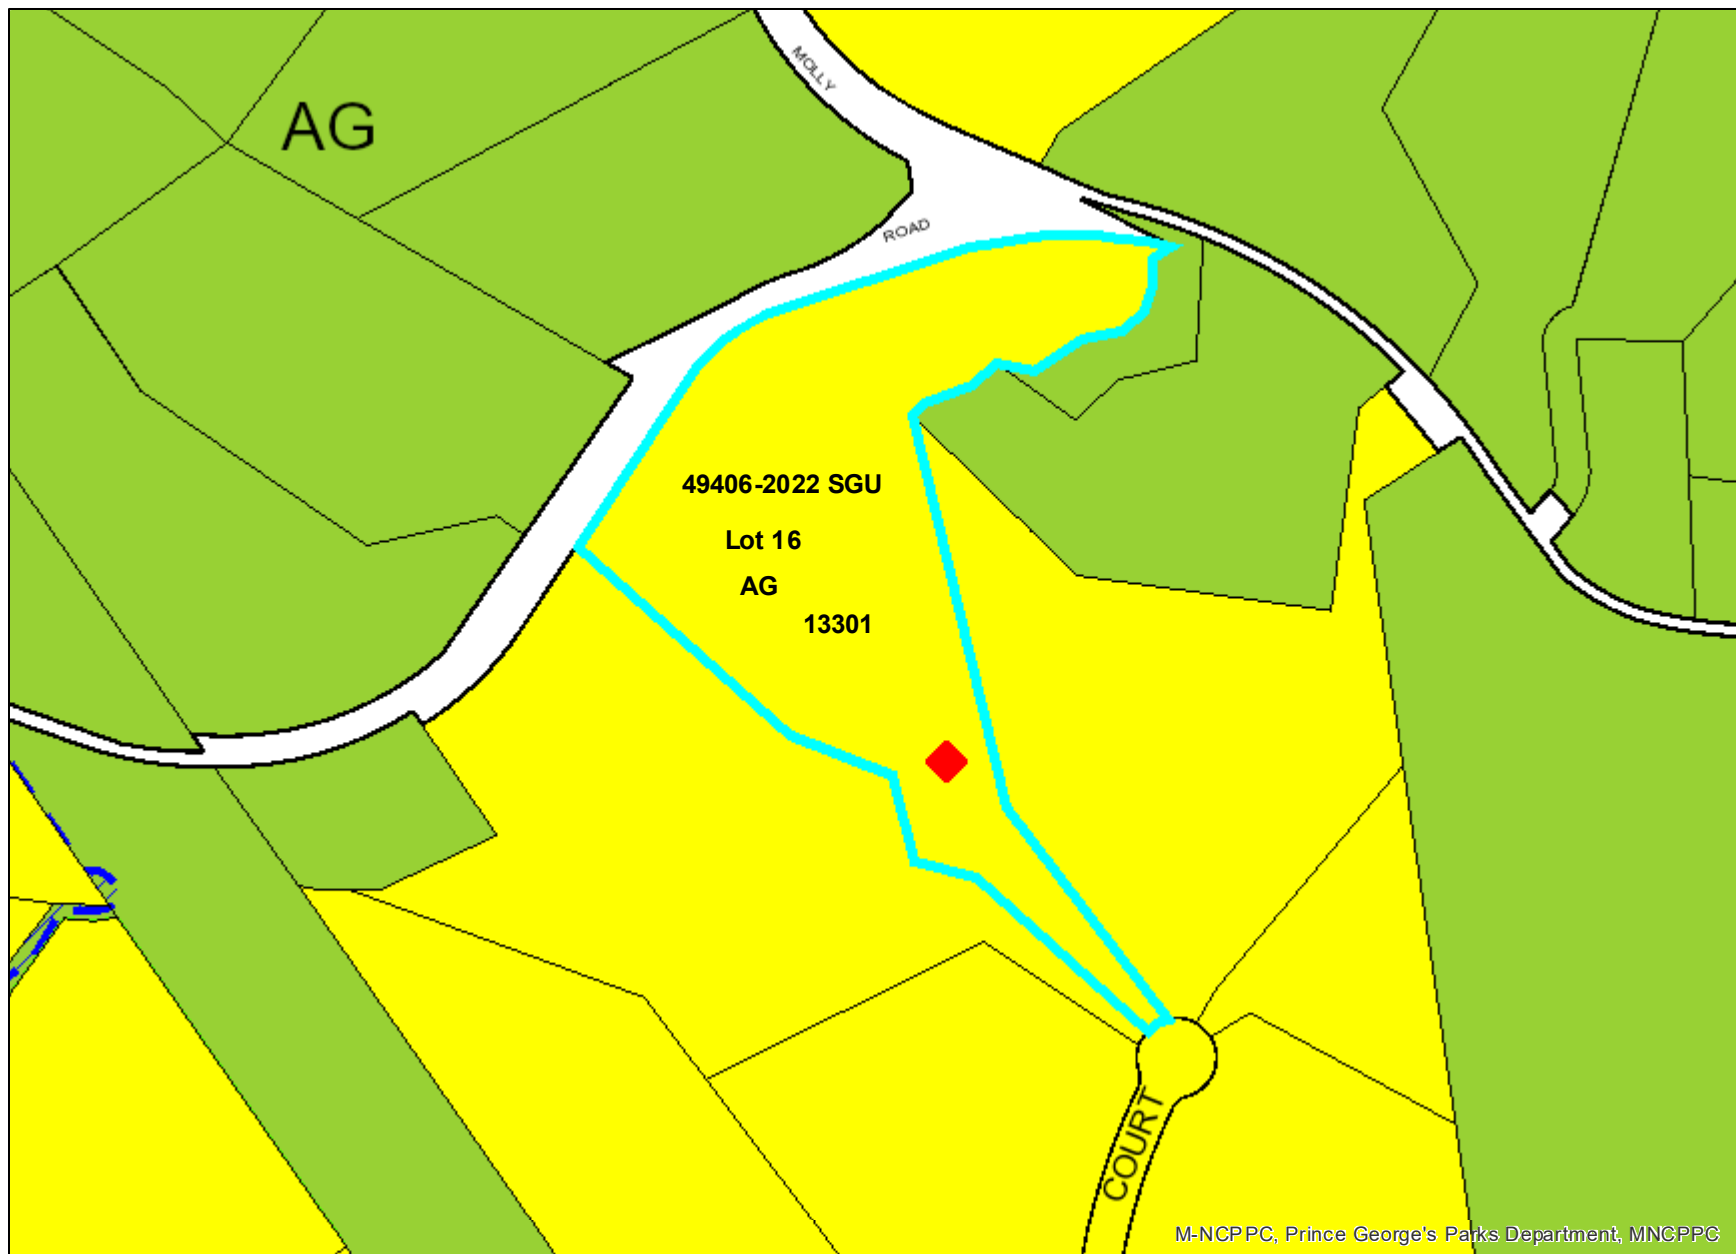 MOLLY
AG
ROAD
49406-2022 SGU
Lot 16
AG
13301
COURT
M-NCPPC, Prince George's Parks Department, MNCPPC